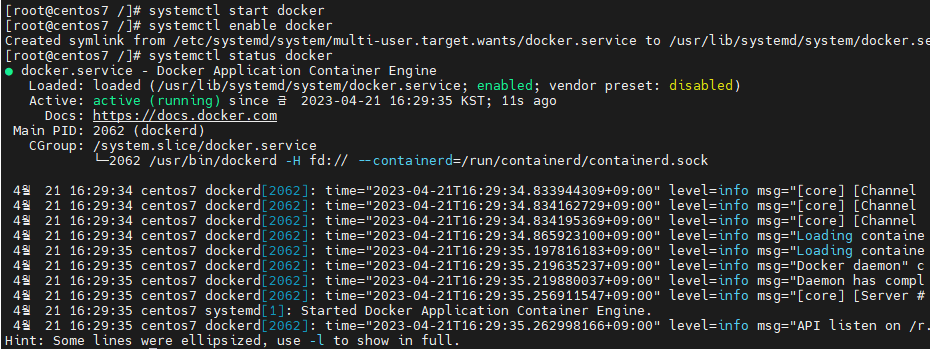 [root@centos7 /]# systemctl start docker
[root@centos7 /]# systemctl enable docker
Created symlink from /etc/systemd/system/multi-user.target.wants/docker.service to /usr/lib/systemd/system/docker.se
[root@centos7 /]# systemctl status docker
● docker.service - Docker Application Container Engine
   Loaded: loaded (/usr/lib/systemd/system/docker.service; enabled; vendor preset: disabled)
   Active: active (running) since 금 2023-04-21 16:29:35 KST; 11s ago
     Docs: https://docs.docker.com
 Main PID: 2062 (dockerd)
   CGroup: /system.slice/docker.service
           └─2062 /usr/bin/dockerd -H fd:// --containerd=/run/containerd/containerd.sock
 4월  21 16:29:34 centos7 dockerd[2062]: time="2023-04-21T16:29:34.833944309+09:00" level=info msg="[core] [Channel
 4월  21 16:29:34 centos7 dockerd[2062]: time="2023-04-21T16:29:34.834162729+09:00" level=info msg="[core] [Channel
 4월  21 16:29:34 centos7 dockerd[2062]: time="2023-04-21T16:29:34.834195369+09:00" level=info msg="[core] [Channel
 4월  21 16:29:34 centos7 dockerd[2062]: time="2023-04-21T16:29:34.865923100+09:00" level=info msg="Loading containe
 4월  21 16:29:35 centos7 dockerd[2062]: time="2023-04-21T16:29:35.197816183+09:00" level=info msg="Loading containe
 4월  21 16:29:35 centos7 dockerd[2062]: time="2023-04-21T16:29:35.219635237+09:00" level=info msg="Docker daemon" c
 4월  21 16:29:35 centos7 dockerd[2062]: time="2023-04-21T16:29:35.219880037+09:00" level=info msg="Daemon has compl
 4월  21 16:29:35 centos7 dockerd[2062]: time="2023-04-21T16:29:35.256911547+09:00" level=info msg="[core] [Server #
 4월  21 16:29:35 centos7 systemd[1]: Started Docker Application Container Engine.
 4월  21 16:29:35 centos7 dockerd[2062]: time="2023-04-21T16:29:35.262998166+09:00" level=info msg="API listen on /r.
Hint: Some lines were ellipsized, use -l to show in full.